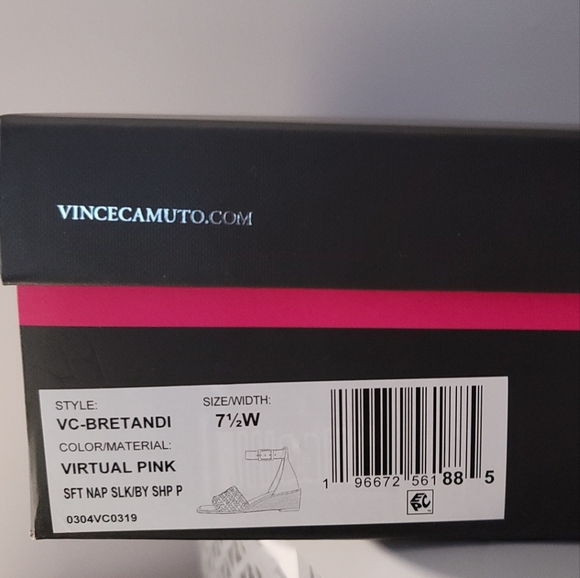 VINCECAMUTO.COM
STYLE:
VC-BRETANDI
COLOR/MATERIAL:
VIRTUAL PINK
SFT NAP SLK/BY SHP P
0304VC0319
SIZE/WIDTH:
7½W
1 96672 56188 5